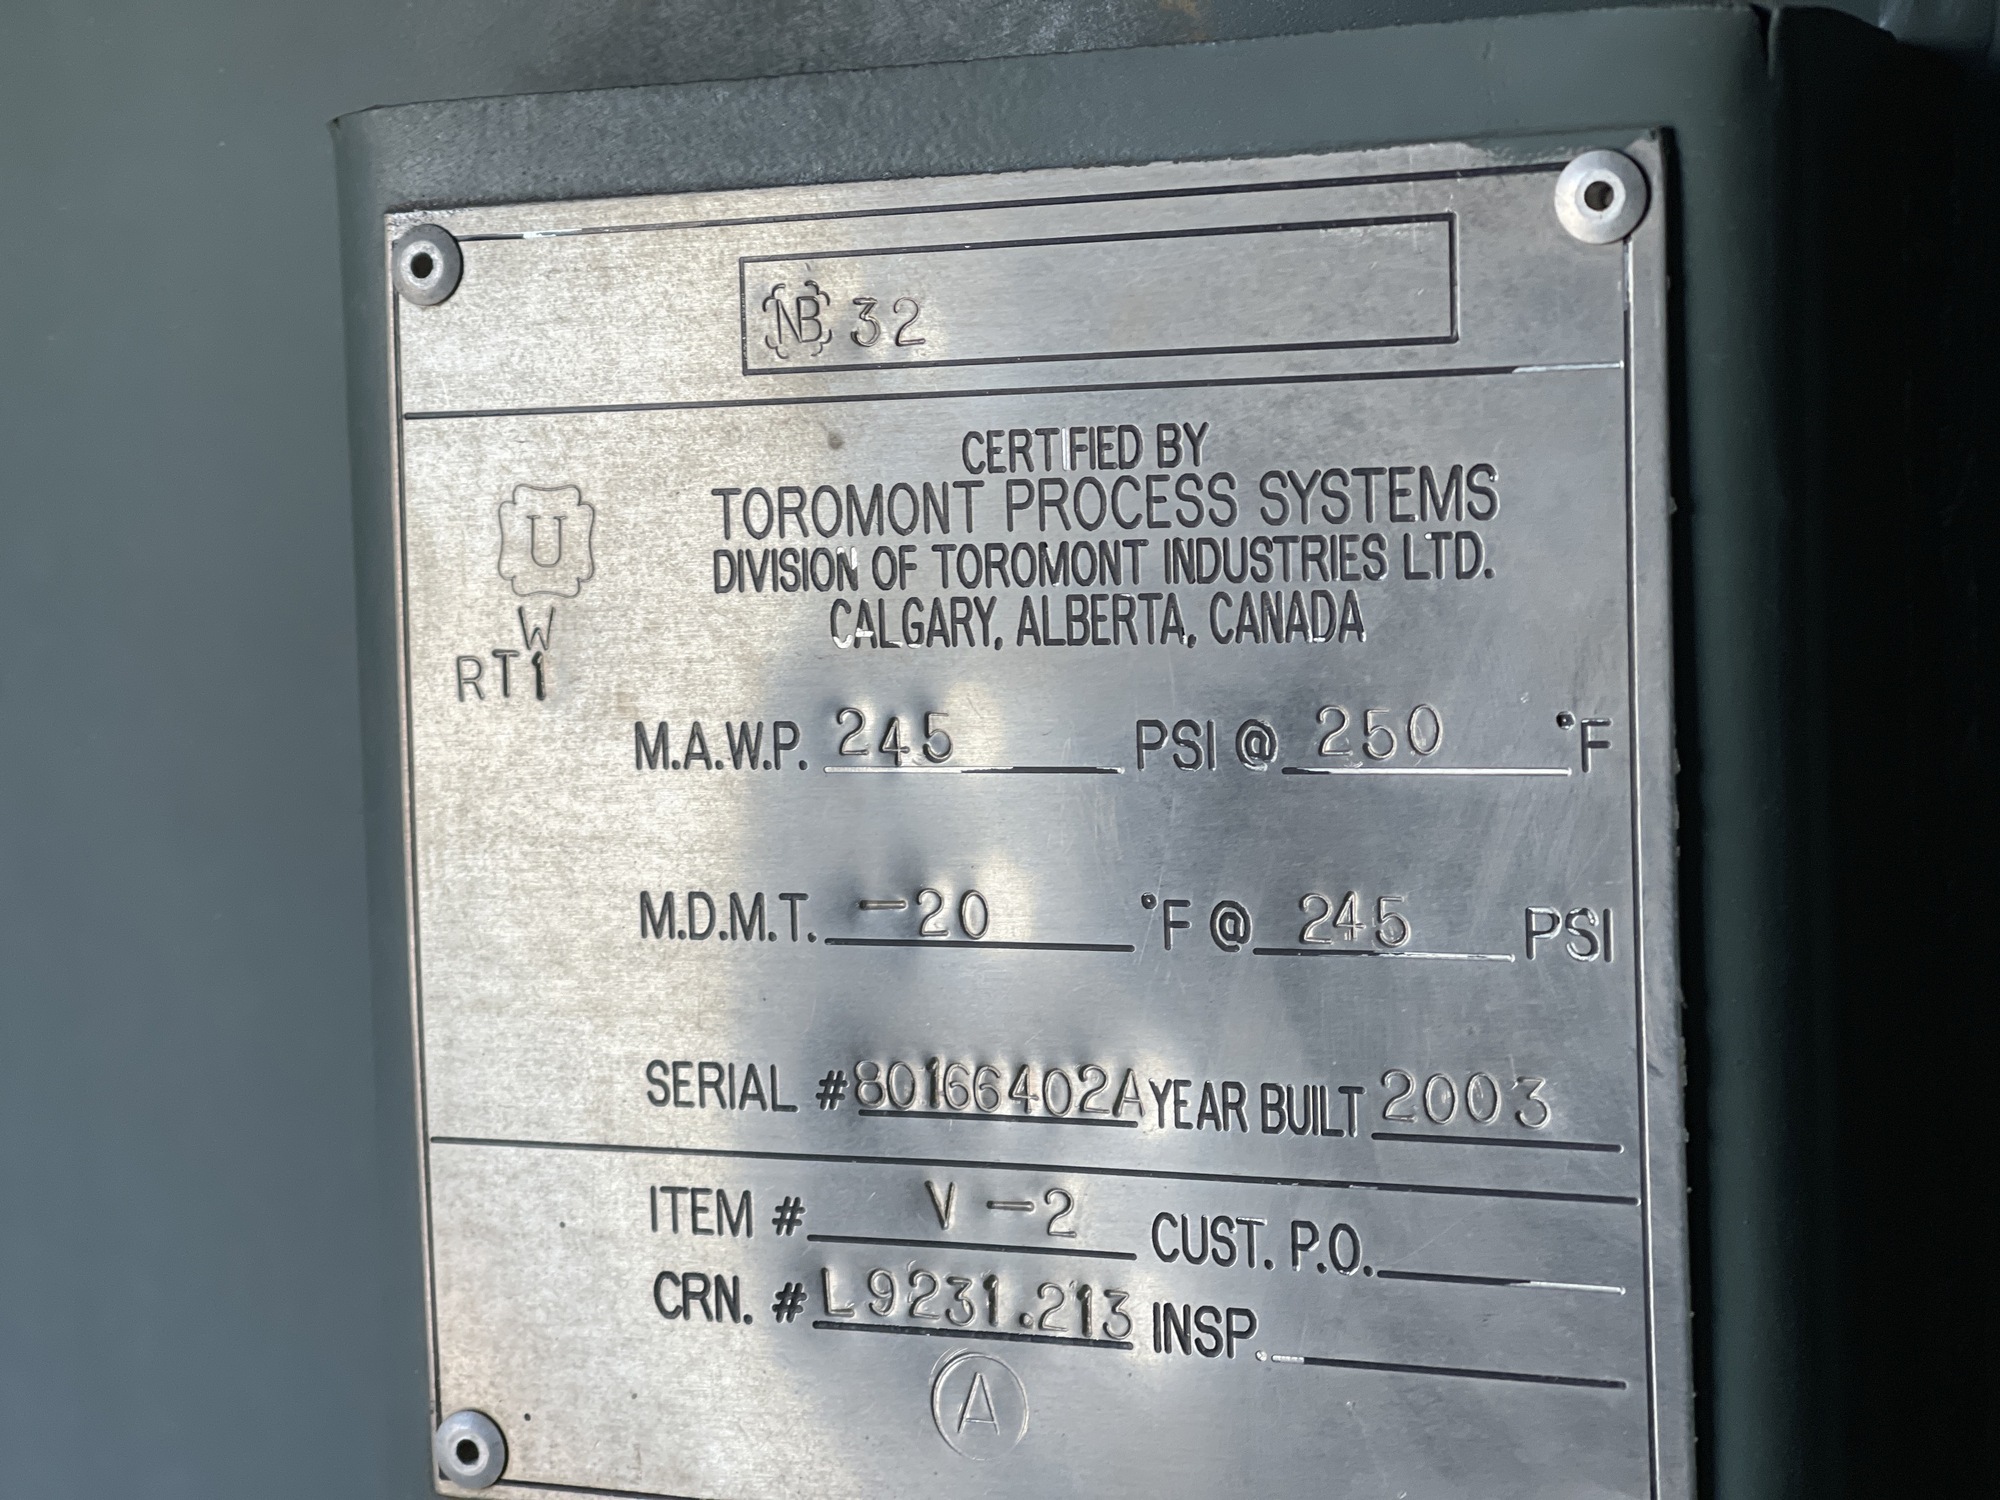 NB 32
CERTIFIED BY
TOROMONT PROCESS SYSTEMS
DIVISION OF TOROMONT INDUSTRIES LTD.
CALGARY, ALBERTA, CANADA
U
W
RT1
M.A.W.P. 245 PSI @ 250 °F
M.D.M.T. -20 °F @ 245 PSI
SERIAL # 80166402A YEAR BUILT 2003
ITEM # V-2 CUST. P.O.
CRN. # L9231.213 INSP.
A